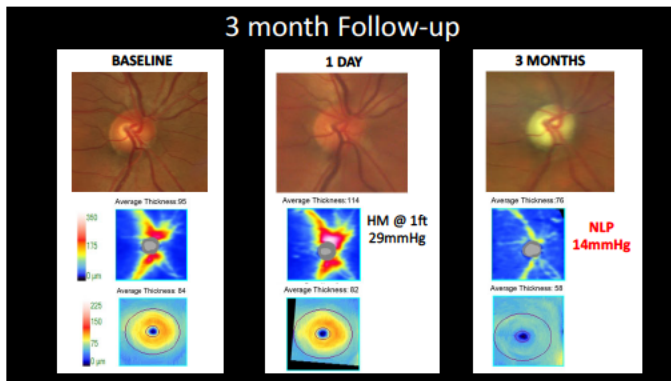 3 month Follow-up
BASELINE
1 DAY
3 MONTHS
Average Thickness:95
Average Thickness:114
Average Thickness:76
350
175
0 µm
HM @ 1ft
29mmHg
NLP
14mmHg
Average Thickness: 84
Average Thickness: 82
Average Thickness: 58
225
150
75
0 µm